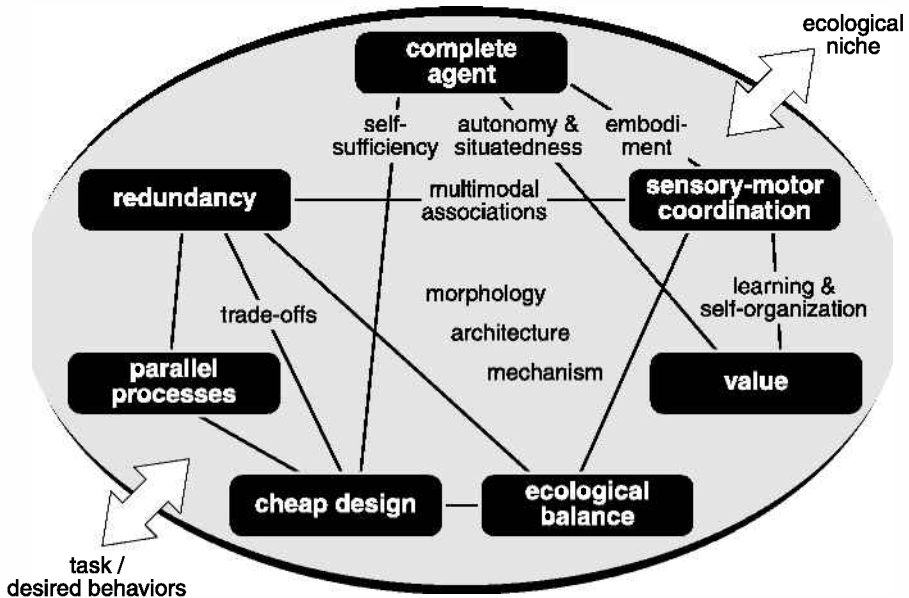 ecological
niche
complete
agent
self-
sufficiency
autonomy &
situatedness
embodi-
ment
redundancy
multimodal
associations
sensory-motor
coordination
learning &
self-organization
morphology
trade-offs
architecture
mechanism
parallel
processes
value
cheap design
ecological
balance
task /
desired behaviors